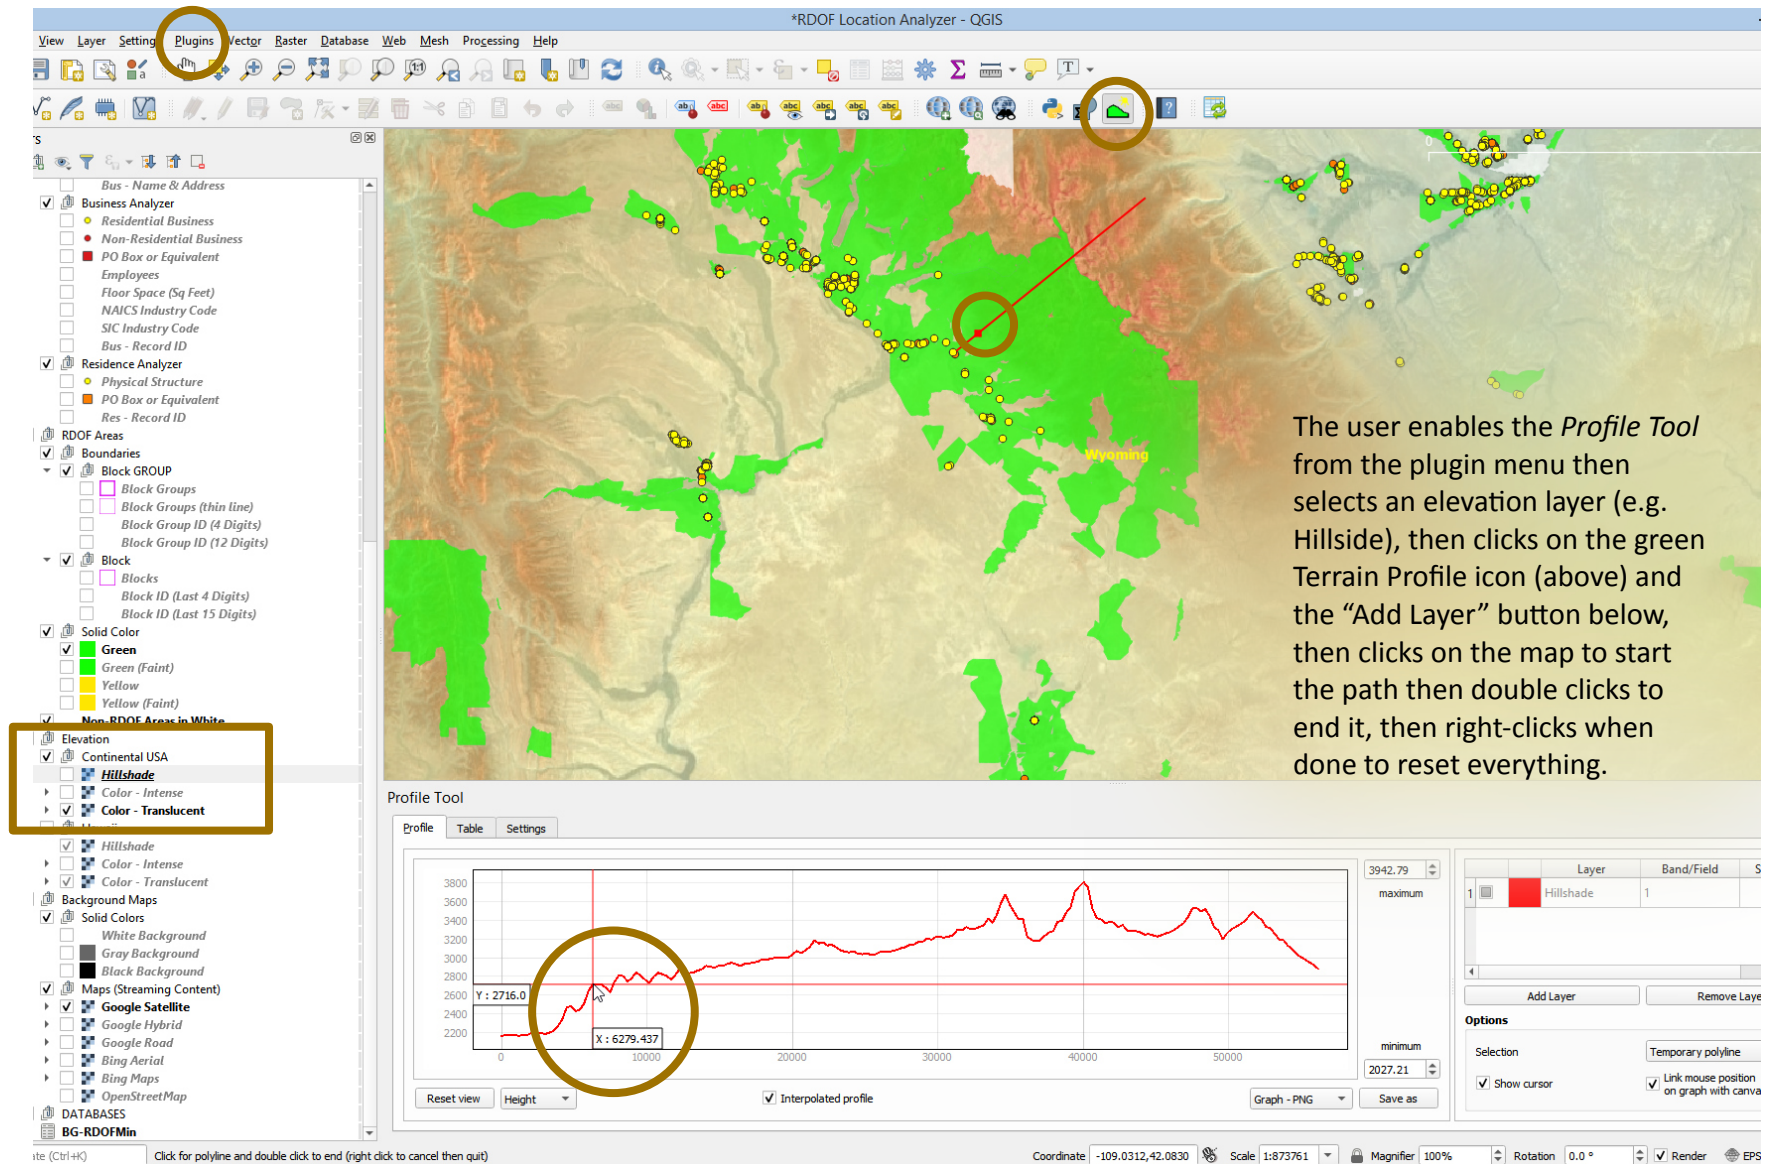 *RDOF Location Analyzer - QGIS
View Layer Setting Plugins Vector Raster Database Web Mesh Processing Help
Bus - Name & Address
Business Analyzer
Residential Business
Non-Residential Business
PO Box or Equivalent
Employees
Floor Space (Sq Feet)
NAICS Industry Code
SIC Industry Code
Bus - Record ID
Residence Analyzer
Physical Structure
PO Box or Equivalent
Res - Record ID
RDOF Areas
Boundaries
Block GROUP
Block Groups
Block Groups (thin line)
Block Group ID (4 Digits)
Block Group ID (12 Digits)
Block
Blocks
Block ID (Last 4 Digits)
Block ID (Last 15 Digits)
Solid Color
Green
Green (Faint)
Yellow
Yellow (Faint)
Non-RDOF Areas in White
Elevation
Continental USA
Hillshade
Color - Intense
Color - Translucent
Hillshade
Color - Intense
Color - Translucent
Background Maps
Solid Colors
White Background
Gray Background
Black Background
Maps (Streaming Content)
Google Satellite
Google Hybrid
Google Road
Bing Aerial
Bing Maps
OpenStreetMap
DATABASES
BG-RDOFMin
Wyoming
The user enables the Profile Tool
from the plugin menu then
selects an elevation layer (e.g.
Hillside), then clicks on the green
Terrain Profile icon (above) and
the “Add Layer” button below,
then clicks on the map to start
the path then double clicks to
end it, then right-clicks when
done to reset everything.
Profile Tool
Profile Table Settings
3800
3600
3400
3200
3000
2800
2600
2400
2200
Y : 2716.0
X : 6279.437
0 10000 20000 30000 40000 50000
3942.79
maximum
minimum
2027.21
Reset view Height Interpolated profile Graph - PNG Save as
Layer Band/Field S
1 Hillshade 1
Add Layer Remove Laye
Options
Selection Temporary polyline
Show cursor
Link mouse position
on graph with canva
ate (Ctrl+K) Click for polyline and double click to end (right click to cancel then quit) Coordinate -109.0312,42.0830 Scale 1:873761 Magnifier 100% Rotation 0.0 ° Render EPS